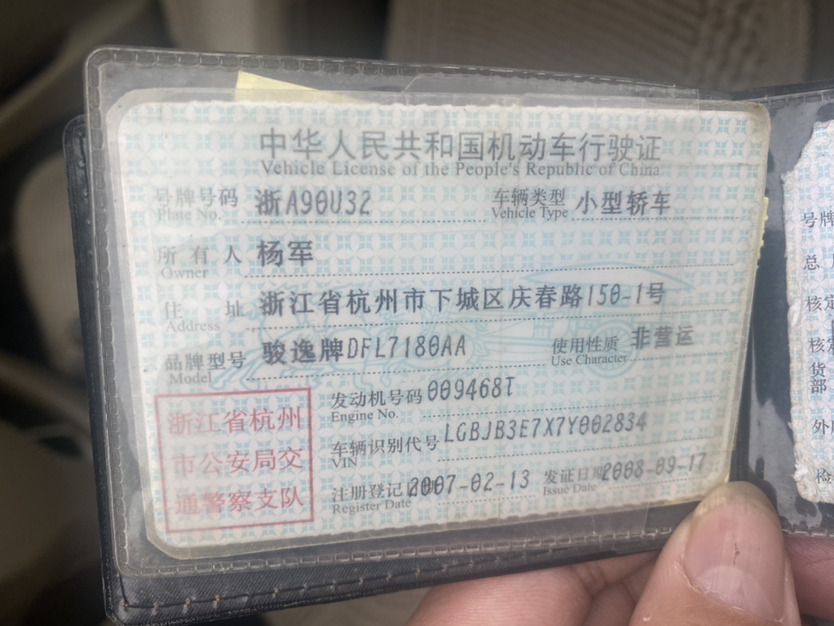 中华人民共和国机动车行驶证
Vehicle License of the People's Republic of China
号牌号码 浙A90U32 车辆类型 小型轿车
Plate No. Vehicle Type
所有人 杨军
Owner
住址 浙江省杭州市下城区庆春路150-1号
Address
品牌型号 骏逸牌DFL7180AA 使用性质 非营运
Model Use Character
浙江省杭州
市公安局交
通警察支队
发动机号码 009468T
Engine No.
车辆识别代号 LGBJB3E7X7Y002834
VIN
注册登记日期 2007-02-13 发证日期 2008-09-17
Register Date Issue Date
号牌
总
核定
核定
货
部
外
检